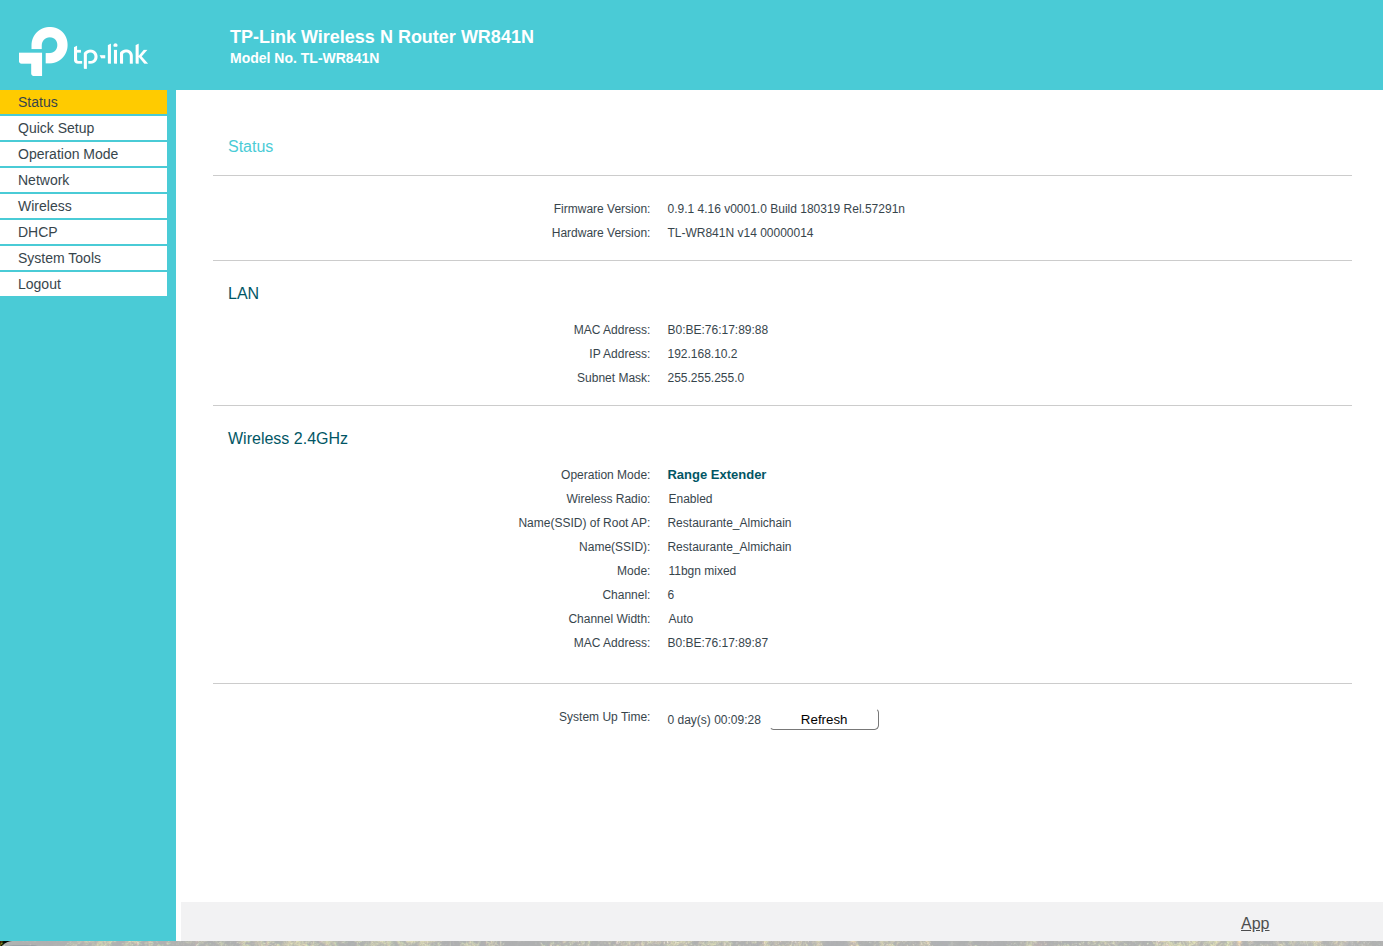 tp-link
TP-Link Wireless N Router WR841N
Model No. TL-WR841N
Status
Quick Setup
Operation Mode
Network
Wireless
DHCP
System Tools
Logout
Status
Firmware Version: 0.9.1 4.16 v0001.0 Build 180319 Rel.57291n
Hardware Version: TL-WR841N v14 00000014
LAN
MAC Address: B0:BE:76:17:89:88
IP Address: 192.168.10.2
Subnet Mask: 255.255.255.0
Wireless 2.4GHz
Operation Mode: Range Extender
Wireless Radio: Enabled
Name(SSID) of Root AP: Restaurante_Almichain
Name(SSID): Restaurante_Almichain
Mode: 11bgn mixed
Channel: 6
Channel Width: Auto
MAC Address: B0:BE:76:17:89:87
System Up Time: 0 day(s) 00:09:28 Refresh
App